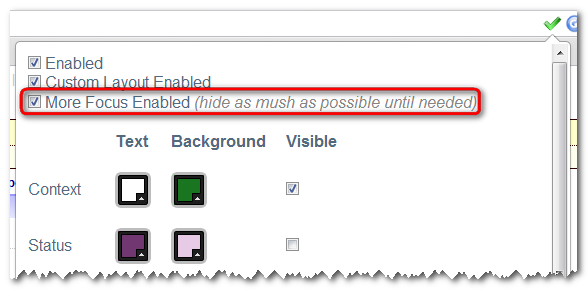 Enabled
Custom Layout Enabled
More Focus Enabled (hide as mush as possible until needed)
Text Background Visible
Context
Status